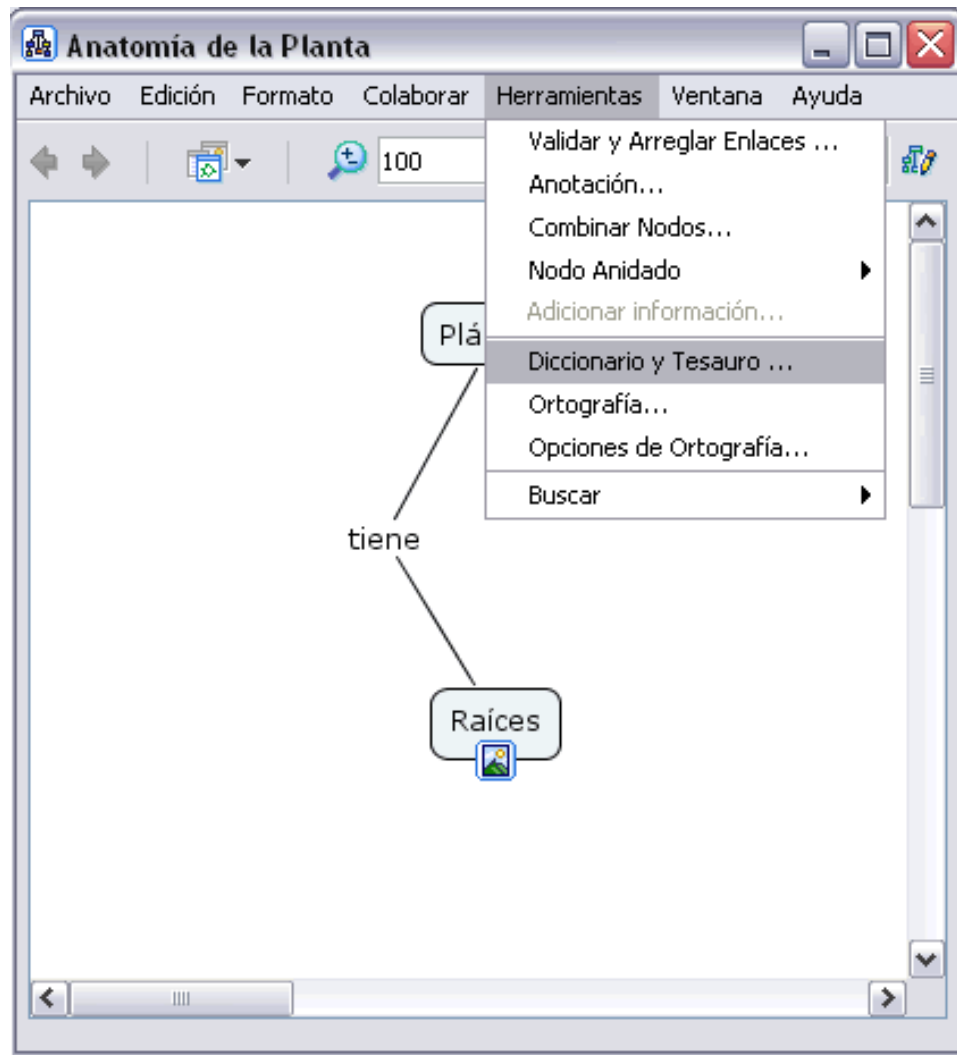 Anatomía de la Planta
Archivo Edición Formato Colaborar Herramientas Ventana Ayuda
100
Validar y Arreglar Enlaces ...
Anotación...
Combinar Nodos...
Nodo Anidado
Adicionar información...
Diccionario y Tesauro ...
Ortografía...
Opciones de Ortografía...
Buscar
Plá
tiene
Raíces